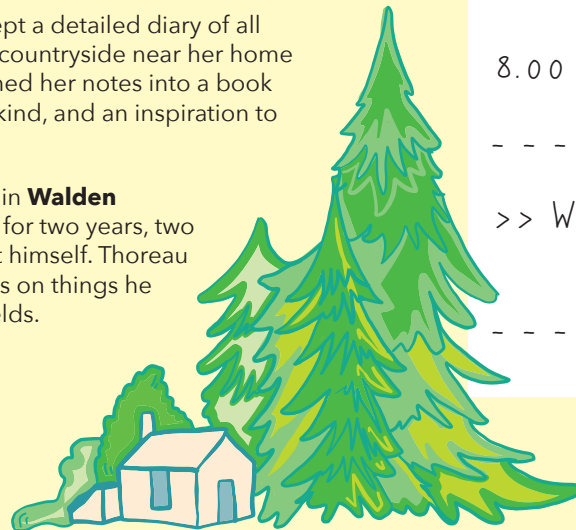 ept a detailed diary of all
countryside near her home
ned her notes into a book
kind, and an inspiration to
in Walden
for two years, two
t himself. Thoreau
s on things he
elds.
8.00
- - -
>> W
- - -